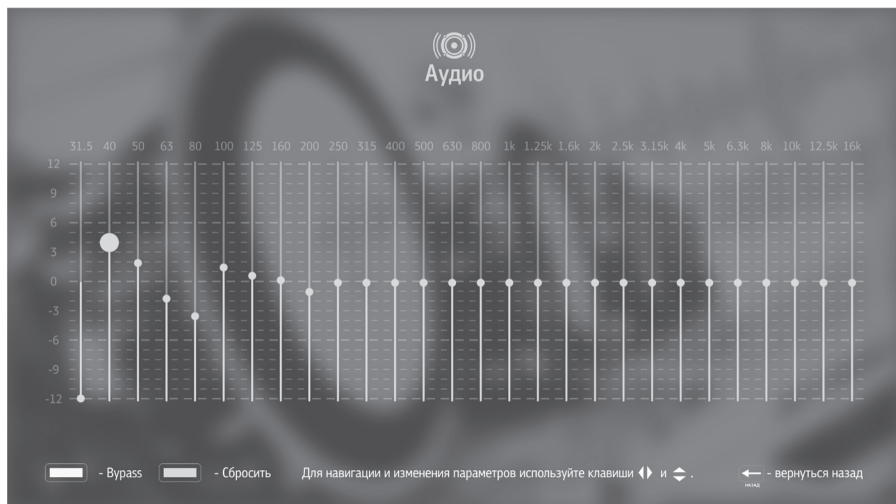 Аудио
31.5 40 50 63 80 100 125 160 200 250 315 400 500 630 800 1k 1.25k 1.6k 2k 2.5k 3.15k 4k 5k 6.3k 8k 10k 12.5k 16k
12
9
6
3
0
-3
-6
-9
-12
- Bypass - Сбросить Для навигации и изменения параметров используйте клавиши и . - вернуться назад
НАЗАД